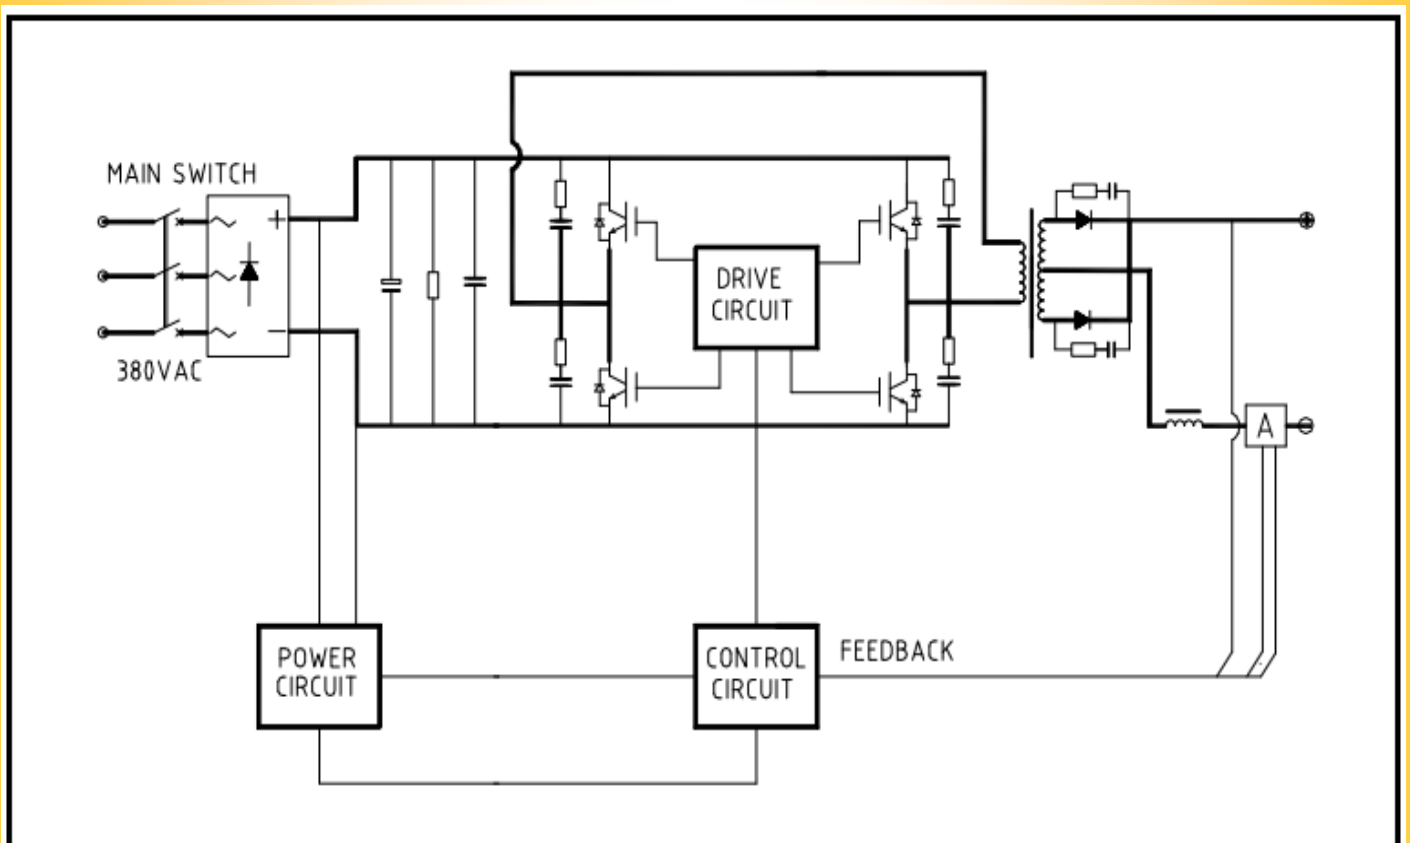 MAIN SWITCH
+
-
380VAC
DRIVE
CIRCUIT
A
POWER
CIRCUIT
CONTROL
CIRCUIT
FEEDBACK